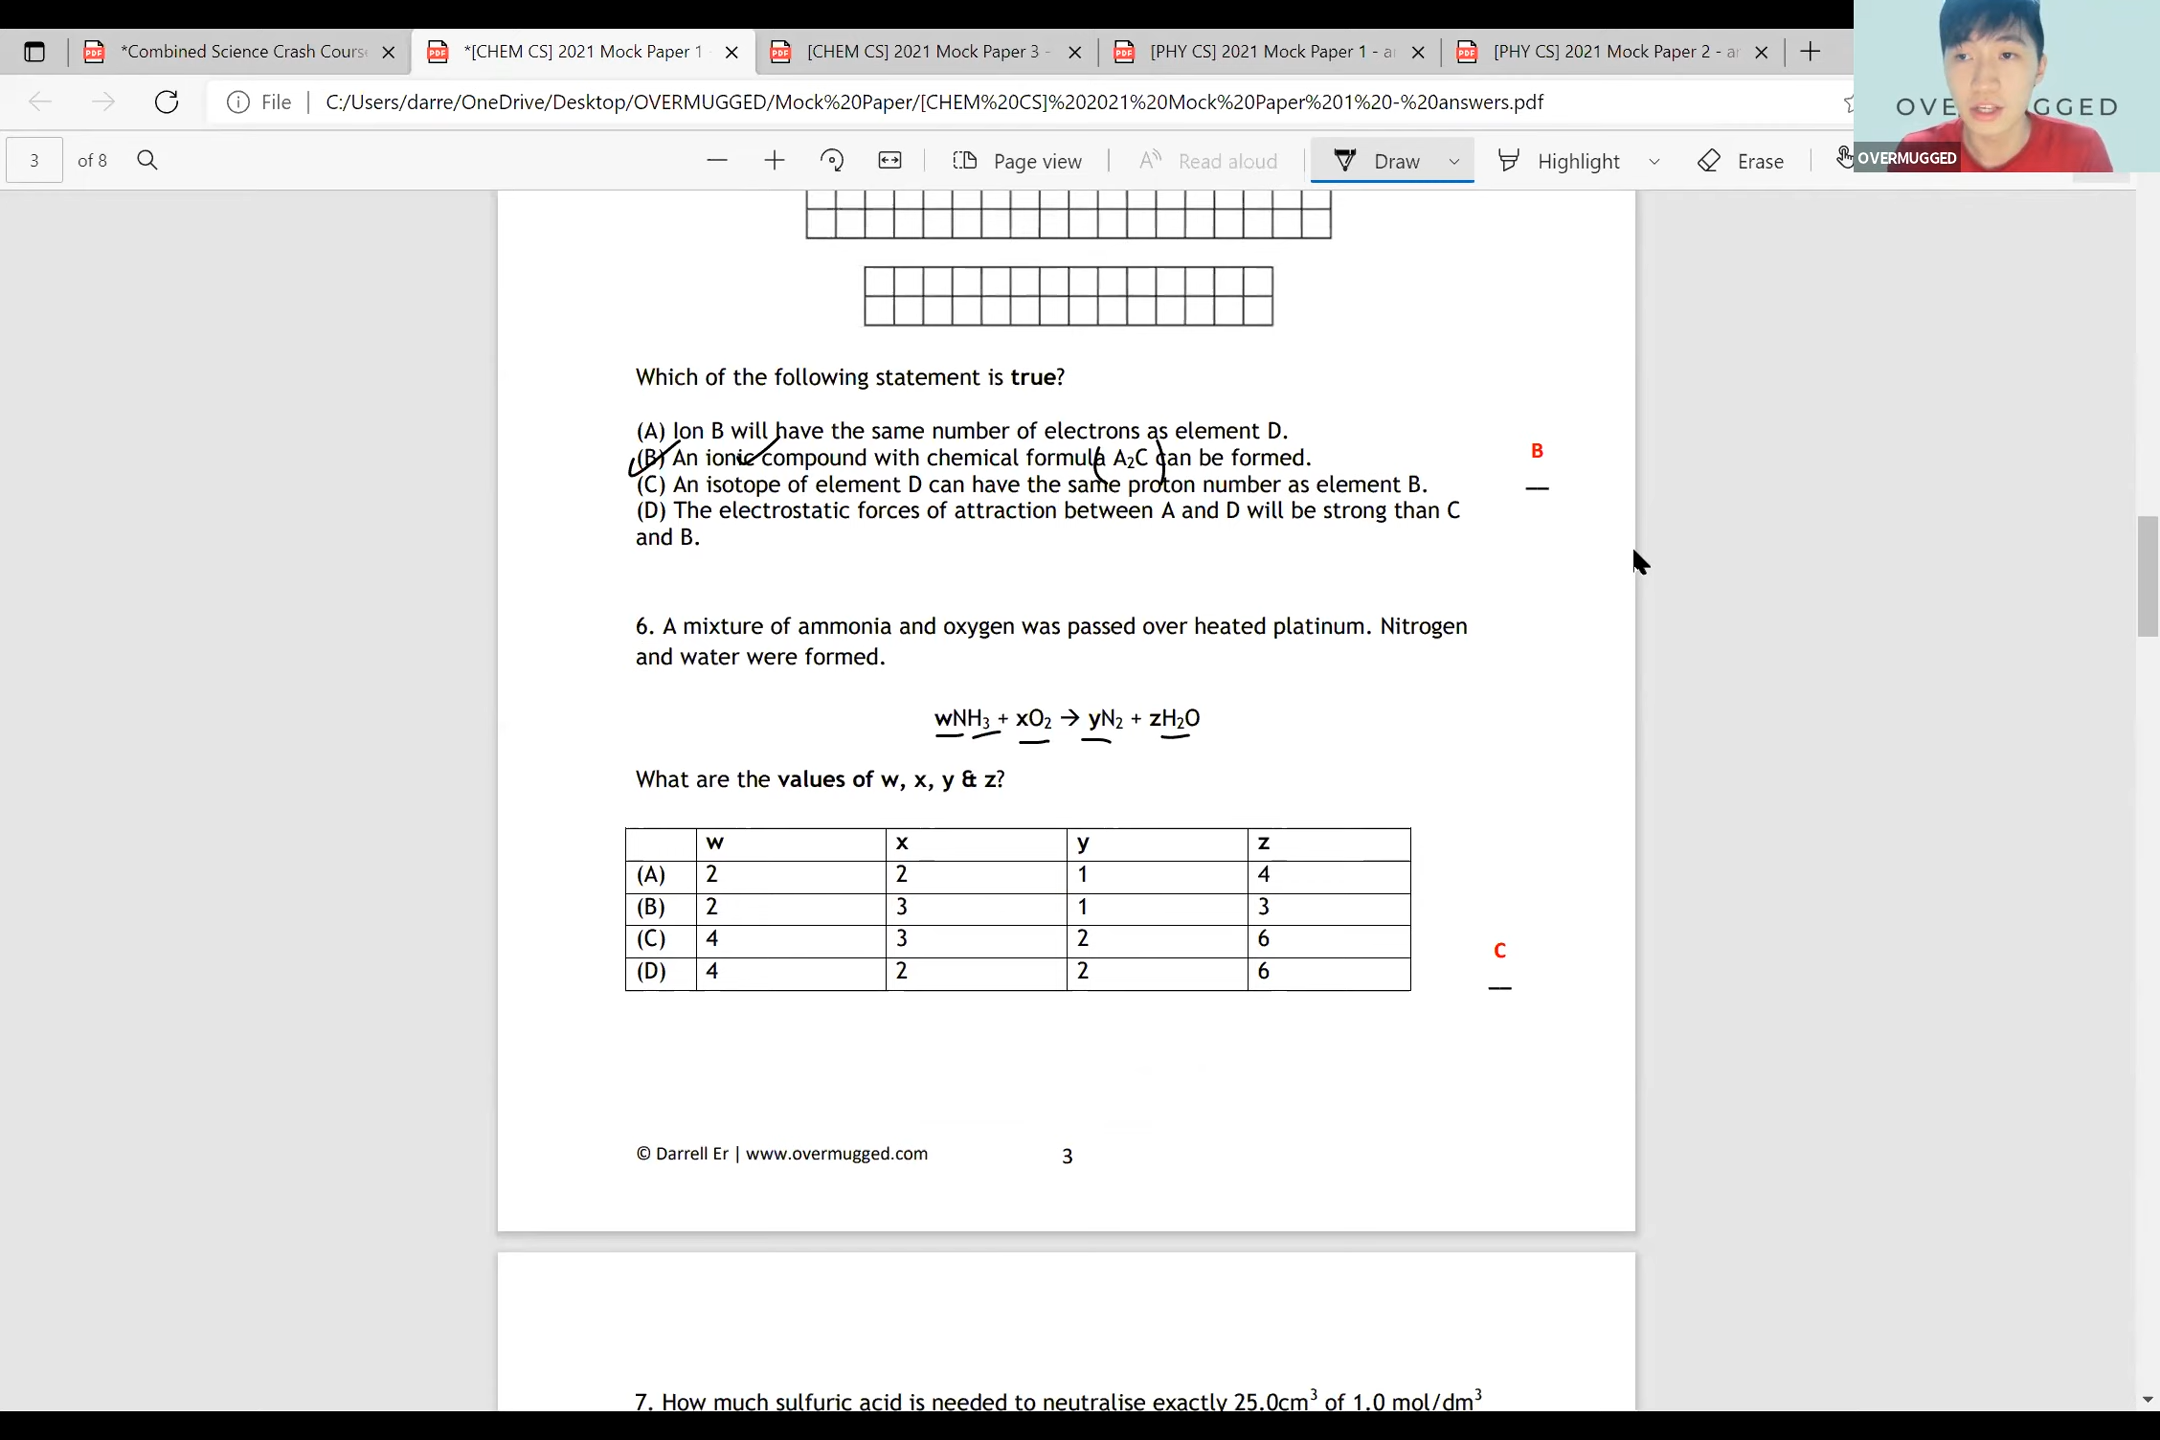 *Combined Science Crash Cours
*[CHEM CS] 2021 Mock Paper 1
[CHEM CS] 2021 Mock Paper 3 -
[PHY CS] 2021 Mock Paper 1 - a
[PHY CS] 2021 Mock Paper 2 - a
File
C:/Users/darre/OneDrive/Desktop/OVERMUGGED/Mock%20Paper/[CHEM%20CS]%202021%20Mock%20Paper%201%20-%20answers.pdf
OVE GGED
OVERMUGGED
3 of 8
Page view
Read aloud
Draw
Highlight
Erase
Which of the following statement is true?
(A) Ion B will have the same number of electrons as element D.
(B) An ionic compound with chemical formula A₂C can be formed.
(C) An isotope of element D can have the same proton number as element B.
(D) The electrostatic forces of attraction between A and D will be strong than C
and B.
B
6. A mixture of ammonia and oxygen was passed over heated platinum. Nitrogen
and water were formed.
wNH₃ + xO₂ → yN₂ + zH₂O
What are the values of w, x, y & z?
w x y z
(A) 2 2 1 4
(B) 2 3 1 3
(C) 4 3 2 6
(D) 4 2 2 6
C
© Darrell Er | www.overmugged.com
3
7. How much sulfuric acid is needed to neutralise exactly 25.0cm³ of 1.0 mol/dm³